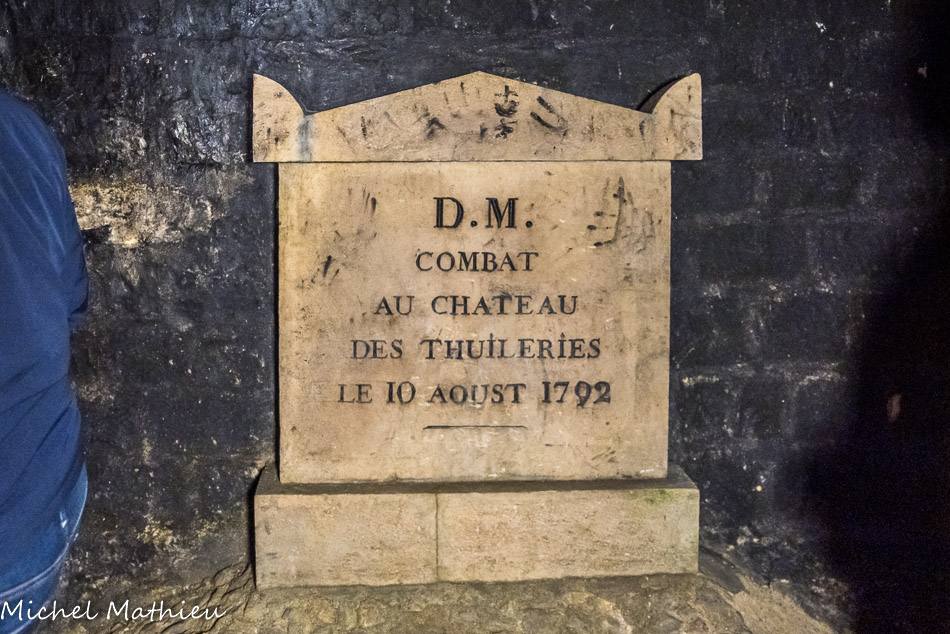 D.M.
COMBAT
AU CHATEAU
DES THUILERIES
LE 10 AOUST 1792
Michel Mathieu